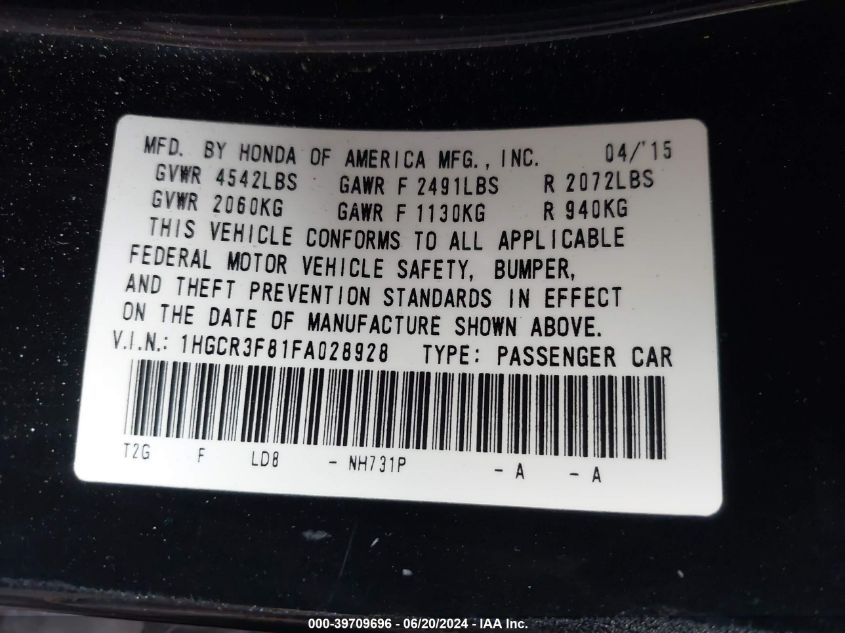 MFD. BY HONDA OF AMERICA MFG., INC. 04/'15
GVWR 4542LBS GAWR F 2491LBS R 2072LBS
GVWR 2060KG GAWR F 1130KG R 940KG
THIS VEHICLE CONFORMS TO ALL APPLICABLE
FEDERAL MOTOR VEHICLE SAFETY, BUMPER,
AND THEFT PREVENTION STANDARDS IN EFFECT
ON THE DATE OF MANUFACTURE SHOWN ABOVE.
V.I.N.: 1HGCR3F81FA028928 TYPE: PASSENGER CAR
T2G F LD8 - NH731P - A - A
000-39709696 - 06/20/2024 - IAA Inc.